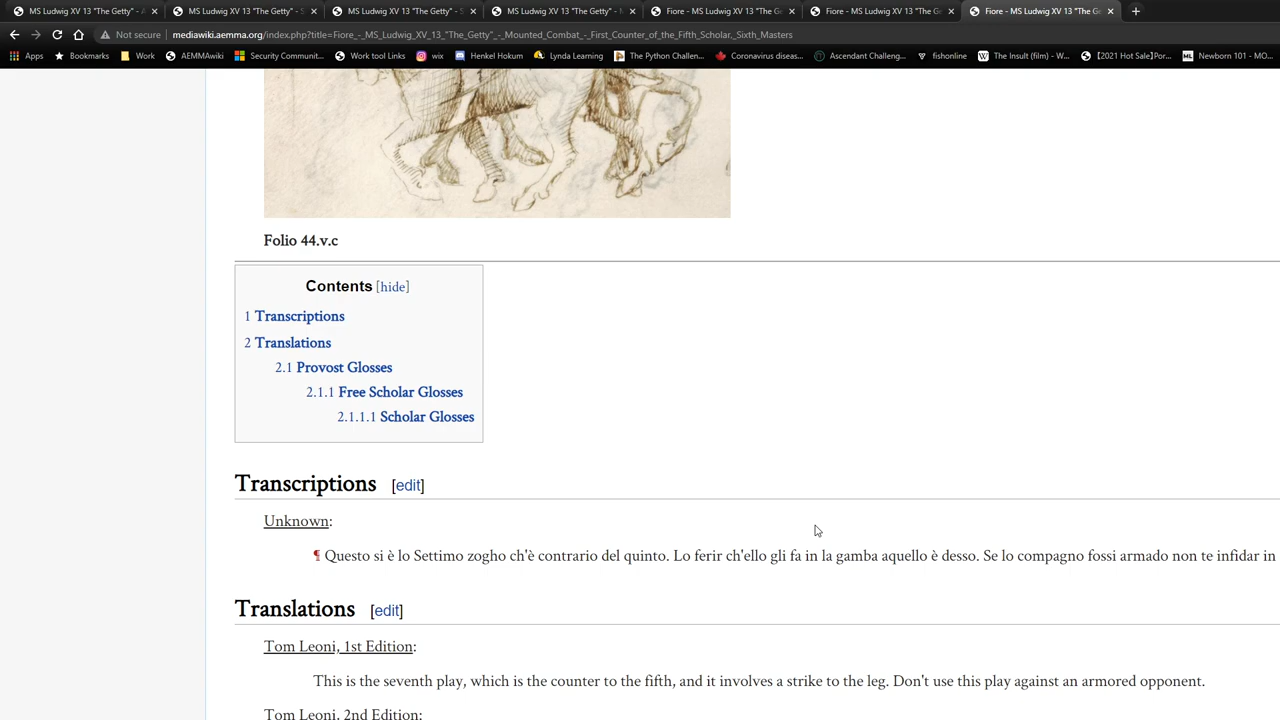 MS Ludwig XV 13 "The Getty" - A
MS Ludwig XV 13 "The Getty" - S
MS Ludwig XV 13 "The Getty" - S
MS Ludwig XV 13 "The Getty" - M
Fiore - MS Ludwig XV 13 "The Ge
Fiore - MS Ludwig XV 13 "The Ge
Fiore - MS Ludwig XV 13 "The Ge
Not secure | mediawiki.aemma.org/index.php?title=Fiore_-_MS_Ludwig_XV_13_"The_Getty"_-_Mounted_Combat_-_First_Counter_of_the_Fifth_Scholar,_Sixth_Masters
Apps Bookmarks Work AEMMAwiki Security Communit... Work tool Links wix Henkel Hokum Lynda Learning The Python Challen... Coronavirus diseas... Ascendant Challeng... fishonline The Insult (film) - W... 【2021 Hot Sale】Por... Newborn 101 - MO...
Folio 44.v.c
Contents [hide]
1 Transcriptions
2 Translations
2.1 Provost Glosses
2.1.1 Free Scholar Glosses
2.1.1.1 Scholar Glosses
Transcriptions [edit]
Unknown:
¶ Questo si è lo Settimo zogho ch'è contrario del quinto. Lo ferir ch'ello gli fa in la gamba aquello è desso. Se lo compagno fossi armado non te infidar in
Translations [edit]
Tom Leoni, 1st Edition:
This is the seventh play, which is the counter to the fifth, and it involves a strike to the leg. Don't use this play against an armored opponent.
Tom Leoni, 2nd Edition: